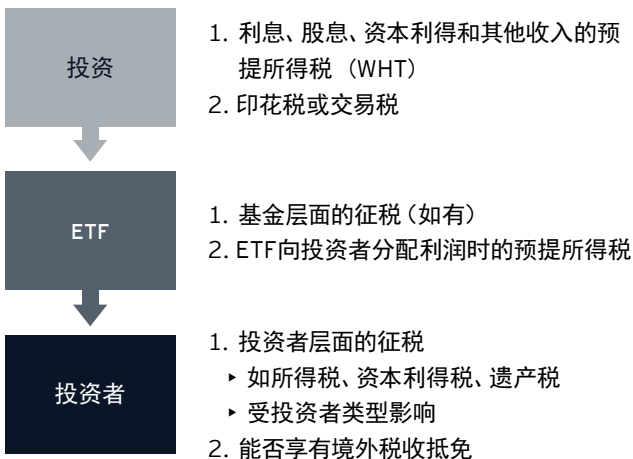 投资
1. 利息、股息、资本利得和其他收入的预
提所得税 (WHT)
2. 印花税或交易税
ETF
1. 基金层面的征税(如有)
2. ETF向投资者分配利润时的预提所得税
投资者
1. 投资者层面的征税
‣ 如所得税、资本利得税、遗产税
‣ 受投资者类型影响
2. 能否享有境外税收抵免